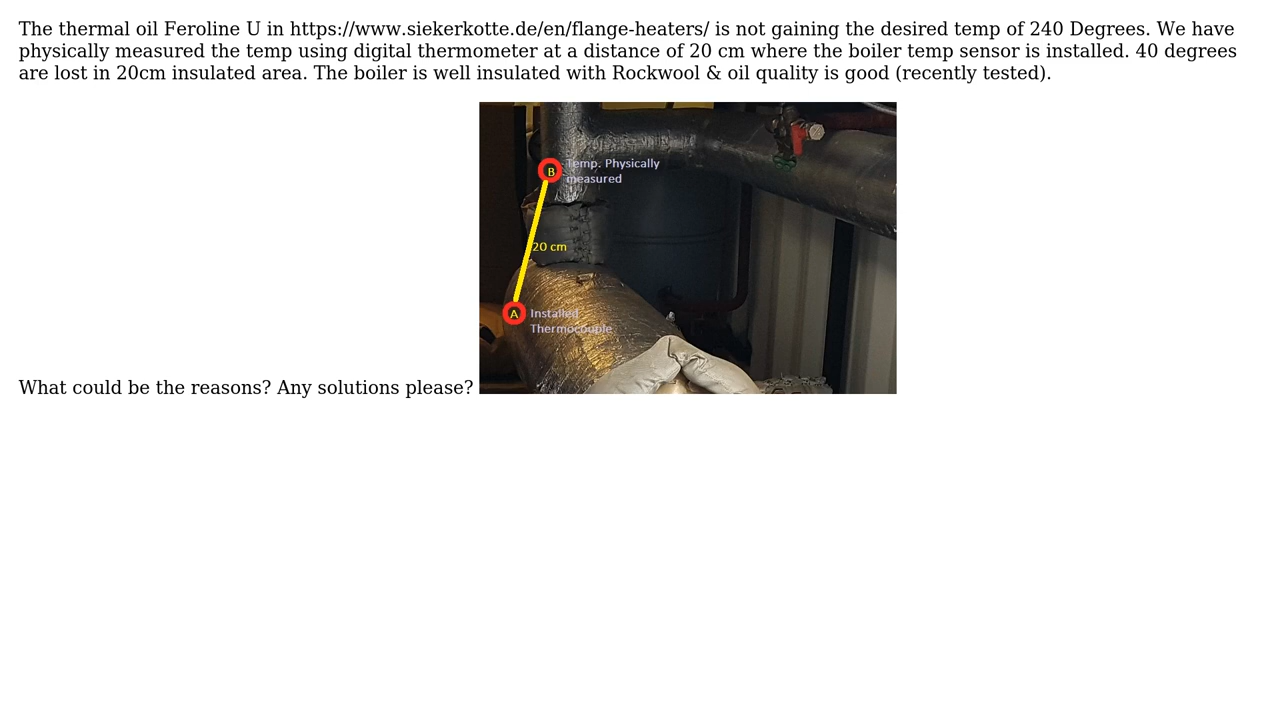 The thermal oil Feroline U in https://www.siekerkotte.de/en/flange-heaters/ is not gaining the desired temp of 240 Degrees. We have
physically measured the temp using digital thermometer at a distance of 20 cm where the boiler temp sensor is installed. 40 degrees
are lost in 20cm insulated area. The boiler is well insulated with Rockwool & oil quality is good (recently tested).
B
Temp. Physically
measured
20 cm
A
Installed
Thermocouple
What could be the reasons? Any solutions please?